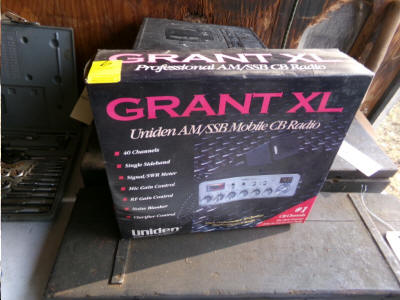 GRANT XL
Professional AM/SSB CB Radio
GRANT XL
Uniden AM/SSB Mobile CB Radio
40 Channels
Single Sideband
Signal/SWR Meter
Mic Gain Control
RF Gain Control
Noise Blanker
Clarifier Control
uniden
#1